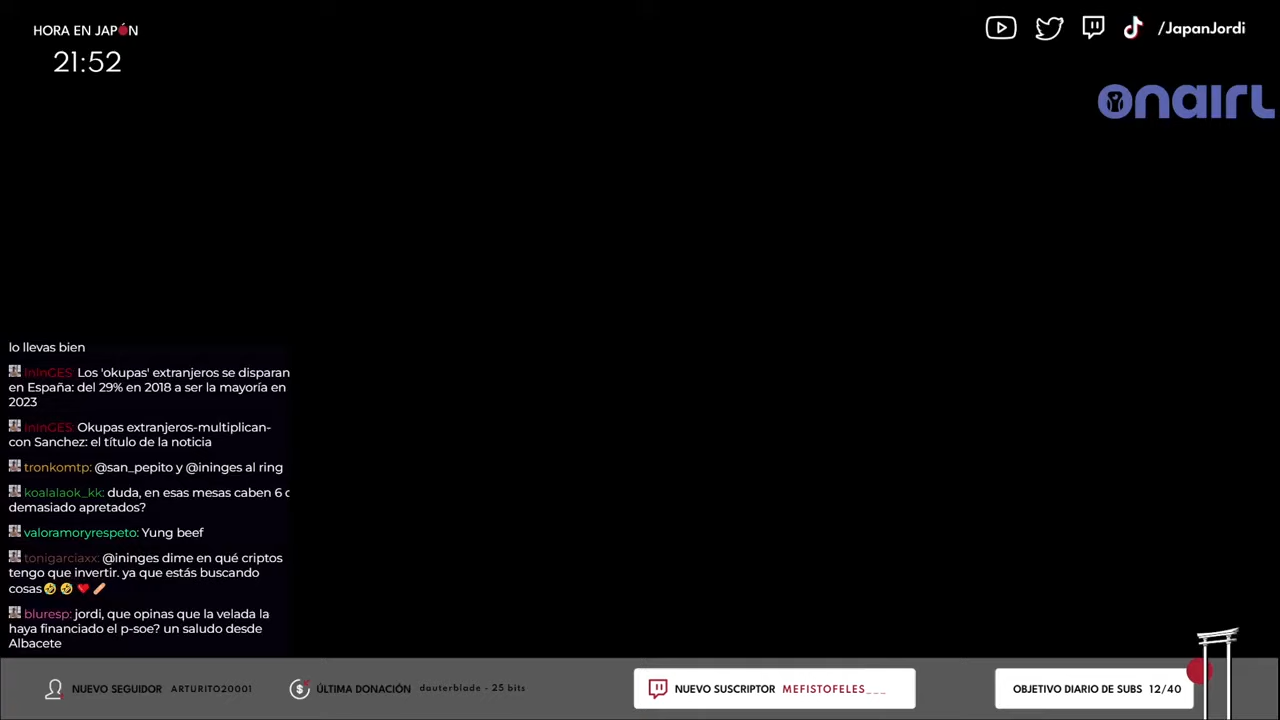 HORA EN JAPÓN
21:52
/JapanJordi
onairl
lo llevas bien
IninGES: Los 'okupas' extranjeros se disparan
en España: del 29% en 2018 a ser la mayoría en
2023
IninGES: Okupas extranjeros-multiplican-
con Sanchez: el título de la noticia
tronkomtp: @san_pepito y @ininges al ring
koalalaok_kk: duda, en esas mesas caben 6 o
demasiado apretados?
valoramoryrespeto: Yung beef
tonigarciaxx: @ininges dime en qué criptos
tengo que invertir. ya que estás buscando
cosas🤣 🤣 ❤️ 🩹
bluresp: jordi, que opinas que la velada la
haya financiado el p-soe? un saludo desde
Albacete
NUEVO SEGUIDOR ARTURITO20001
ÚLTIMA DONACIÓN dauterblade - 25 bits
NUEVO SUSCRIPTOR MEFISTOFELES___
OBJETIVO DIARIO DE SUBS 12/40